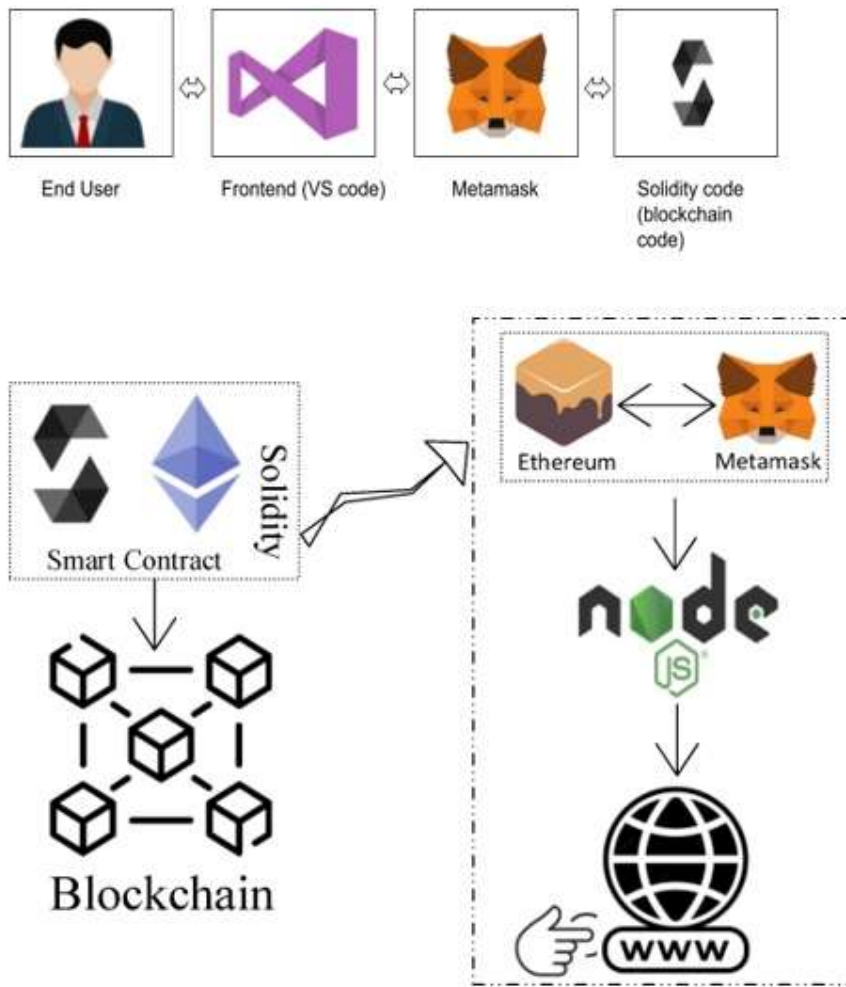 End User
Frontend (VS code)
Metamask
Solidity code
(blockchain
code)
Smart Contract
Solidity
Blockchain
Ethereum
Metamask
node
JS
®
WWW